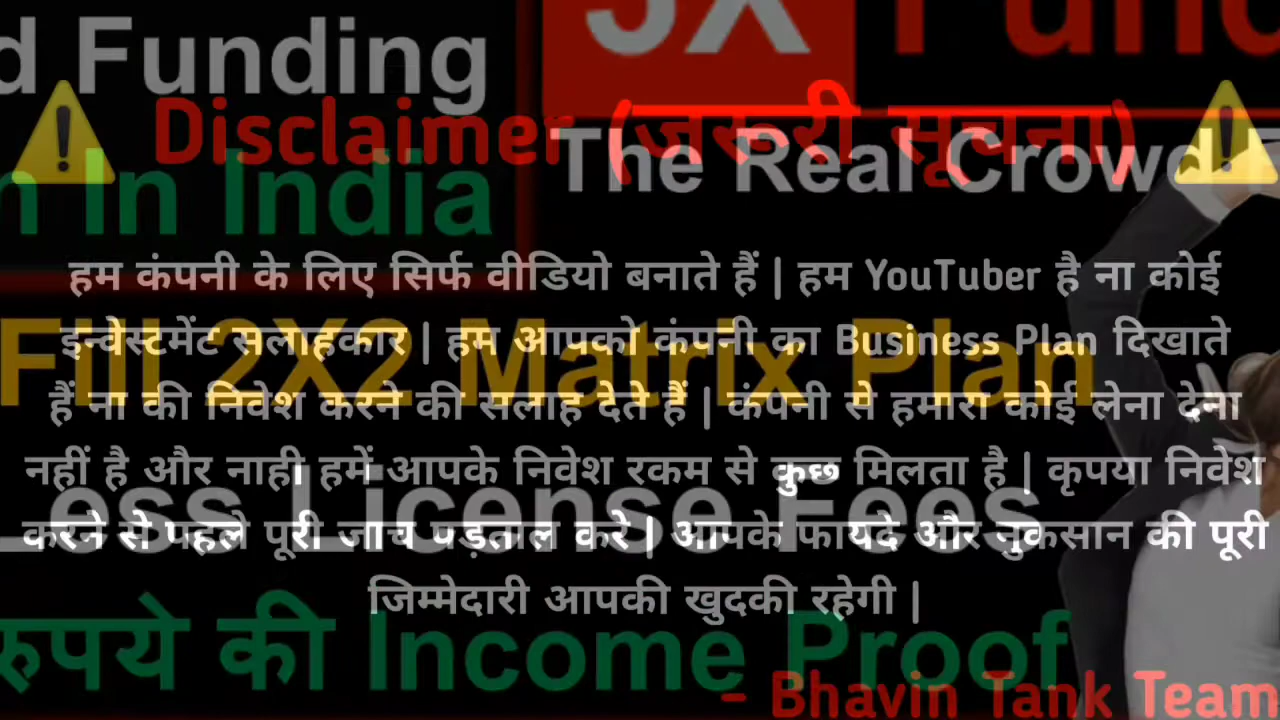 d Funding
5X Fund
⚠ Disclaimer (जरूरी सूचना) ⚠
The Real Crowd F
n In India
हम कंपनी के लिए सिर्फ वीडियो बनाते हैं | हम YouTuber है ना कोई
इन्वेस्टमेंट सलाहकार | हम आपको कंपनी का Business Plan दिखाते
Fill 2X2 Matrix Plan
हैं ना की निवेश करने की सलाह देते हैं | कंपनी से हमारा कोई लेना देना
नहीं है और नाही हमें आपके निवेश रकम से कुछ मिलता है | कृपया निवेश
Less License Fees
करने से पहले पूरी जांच पड़ताल करे | आपके फायदे और नुकसान की पूरी
जिम्मेदारी आपकी खुदकी रहेगी |
रुपये की Income Proof
- Bhavin Tank Team